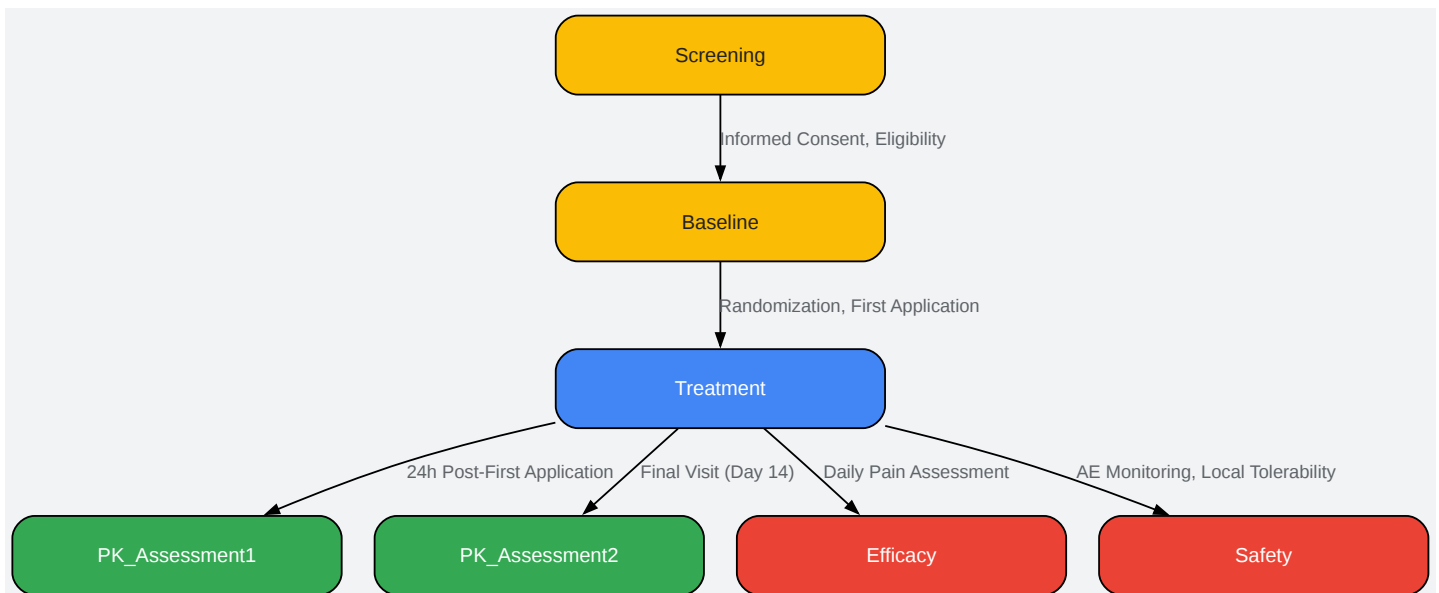 Screening
Informed Consent, Eligibility
Baseline
Randomization, First Application
Treatment
24h Post-First Application
Final Visit (Day 14)
Daily Pain Assessment
AE Monitoring, Local Tolerability
PK_Assessment1
PK_Assessment2
Efficacy
Safety